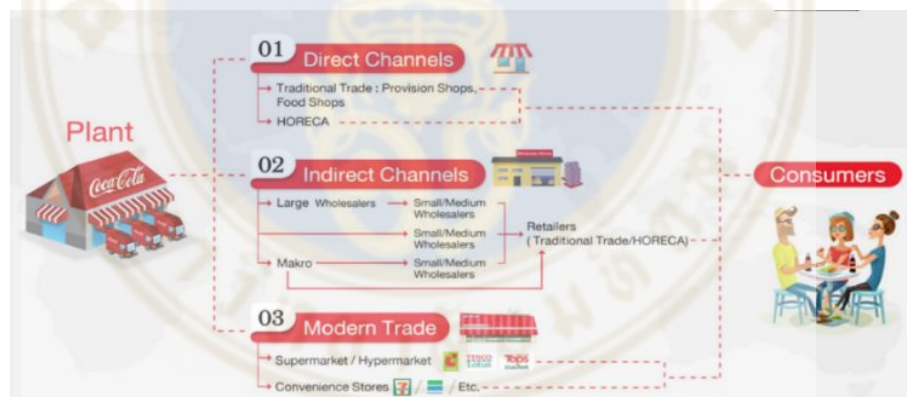 01
Direct Channels
Traditional Trade : Provision Shops,
Food Shops
HORECA
Plant
Coca-Cola
02
Indirect Channels
Large Wholesalers
Small/Medium
Wholesalers
Small/Medium
Wholesalers
Makro
Small/Medium
Wholesalers
Retailers
(Traditional Trade/HORECA)
Consumers
03
Modern Trade
Supermarket / Hypermarket
TESCO
Lotus
Tops
market
Convenience Stores / / Etc.